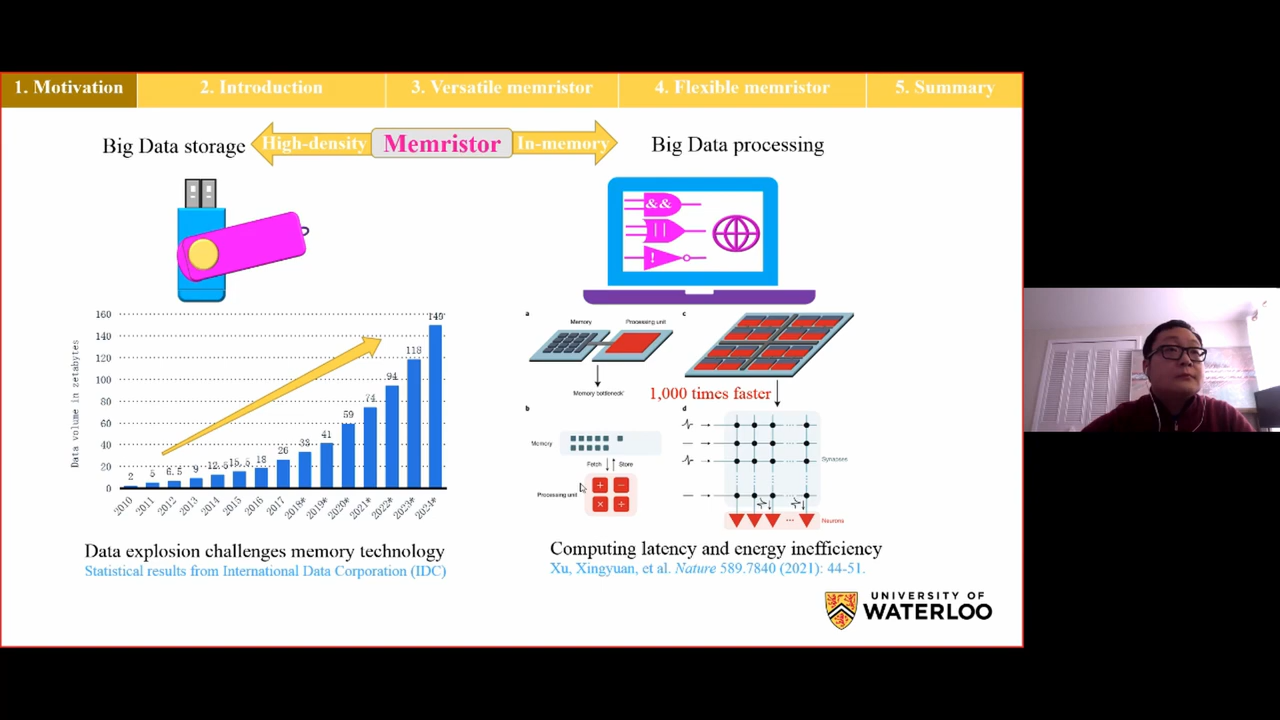 1. Motivation
2. Introduction
3. Versatile memristor
4. Flexible memristor
5. Summary
Big Data storage
High-density
Memristor
In-memory
Big Data processing
&&
||
!
160
140
120
100
80
60
40
20
0
Data volume in zetabytes
2
5
6.5
9
12.5
15.5
18
26
33
41
59
74
94
118
149
2010
2011
2012
2013
2014
2015
2016
2017
2018*
2019*
2020*
2021*
2022*
2023*
2024*
a
Memory
Processing unit
'Memory bottleneck'
c
1,000 times faster
b
Memory
Fetch
Store
Processing unit
+
−
×
÷
d
Synapses
Neurons
Data explosion challenges memory technology
Statistical results from International Data Corporation (IDC)
Computing latency and energy inefficiency
Xu, Xingyuan, et al. Nature 589.7840 (2021): 44-51.
UNIVERSITY OF
WATERLOO